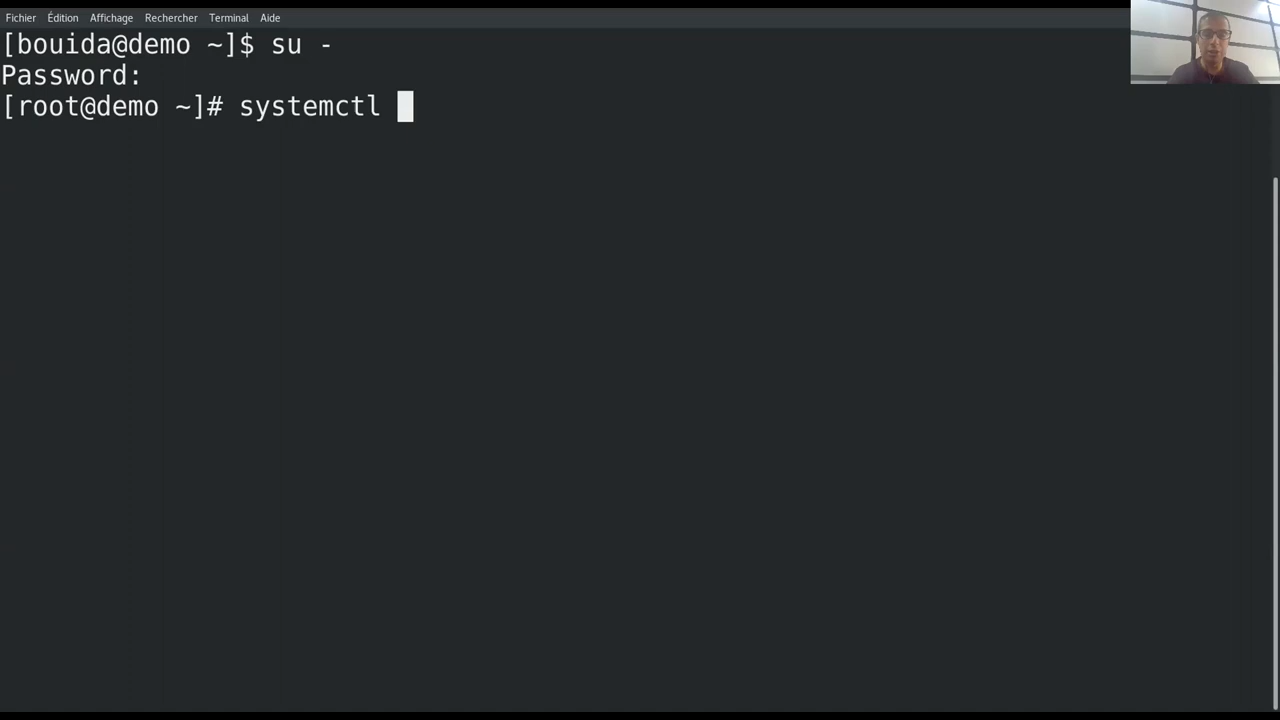 Fichier Édition Affichage Rechercher Terminal Aide
[bouida@demo ~]$ su -
Password:
[root@demo ~]# systemctl